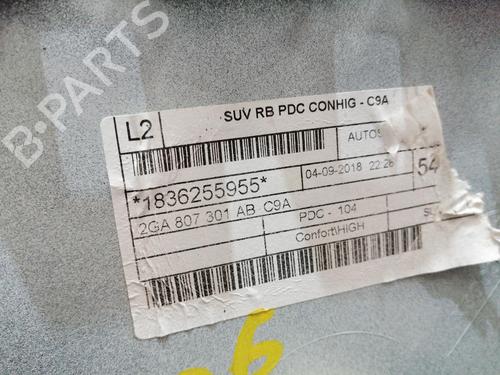 B-PARTS
SUV RB PDC CONHIG - C9A
L2
AUTOS
*1836255955*
04-09-2018 22:26
54
2GA 807 301 AB C9A
PDC - 104
Confort\HIGH